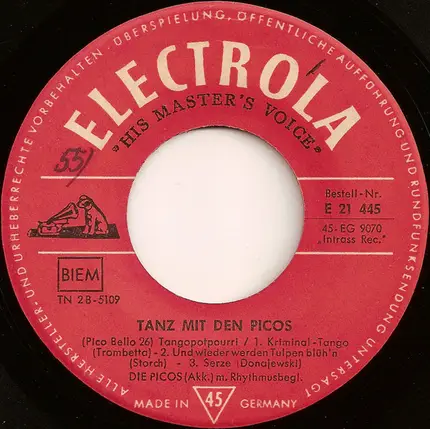 ALLE HERSTELLER- UND URHEBERRECHTE VORBEHALTEN · ÜBERSPIELUNG, ÖFFENTLICHE AUFFÜHRUNG UND RUNDFUNKSENDUNG UNTERSAGT
ELECTROLA
"HIS MASTER'S VOICE"
55
Bestell-Nr.
E 21 445
45-EG 9070
"Intrass Rec."
BIEM
TN 2B-5109
TANZ MIT DEN PICOS
(Pico Bello 26) Tangopotpourri / 1. Kriminal-Tango
(Trombetta) - 2. Und wieder werden Tulpen blüh'n
(Storch) - 3. Serze (Donajewski)
DIE PICOS (Akk.) m. Rhythmusbegl.
MADE IN 45 GERMANY